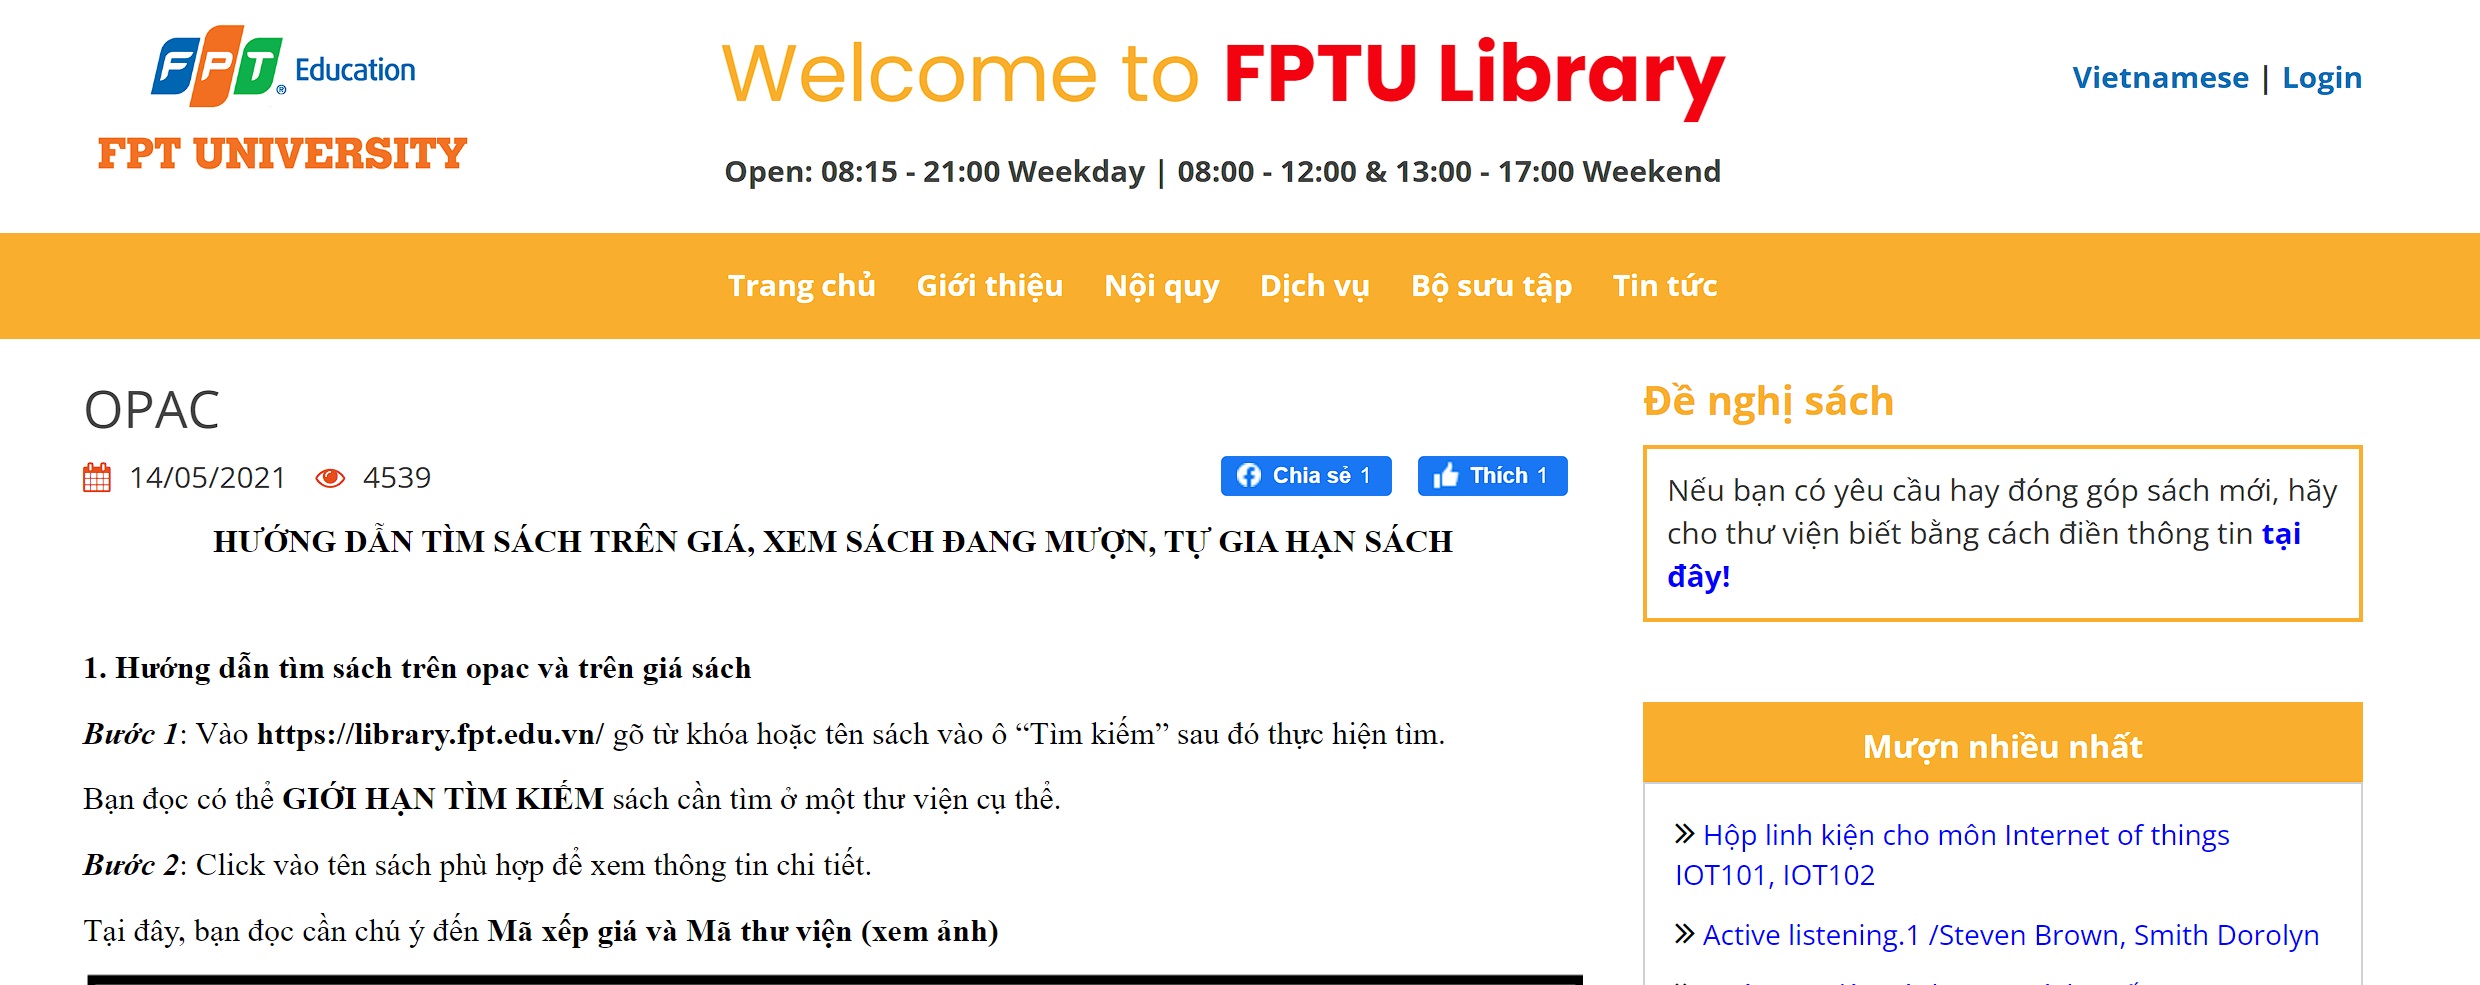 FPT Education
FPT UNIVERSITY
Welcome to FPTU Library
Open: 08:15 - 21:00 Weekday | 08:00 - 12:00 & 13:00 - 17:00 Weekend
Vietnamese | Login
Trang chủ Giới thiệu Nội quy Dịch vụ Bộ sưu tập Tin tức
OPAC
14/05/2021 4539
Chia sẻ 1 Thích 1
HƯỚNG DẪN TÌM SÁCH TRÊN GIÁ, XEM SÁCH ĐANG MƯỢN, TỰ GIA HẠN SÁCH
1. Hướng dẫn tìm sách trên opac và trên giá sách
Bước 1: Vào https://library.fpt.edu.vn/ gõ từ khóa hoặc tên sách vào ô “Tìm kiếm” sau đó thực hiện tìm.
Bạn đọc có thể GIỚI HẠN TÌM KIẾM sách cần tìm ở một thư viện cụ thể.
Bước 2: Click vào tên sách phù hợp để xem thông tin chi tiết.
Tại đây, bạn đọc cần chú ý đến Mã xếp giá và Mã thư viện (xem ảnh)
Đề nghị sách
Nếu bạn có yêu cầu hay đóng góp sách mới, hãy
cho thư viện biết bằng cách điền thông tin tại
đây!
Mượn nhiều nhất
Hộp linh kiện cho môn Internet of things
IOT101, IOT102
Active listening.1 /Steven Brown, Smith Dorolyn